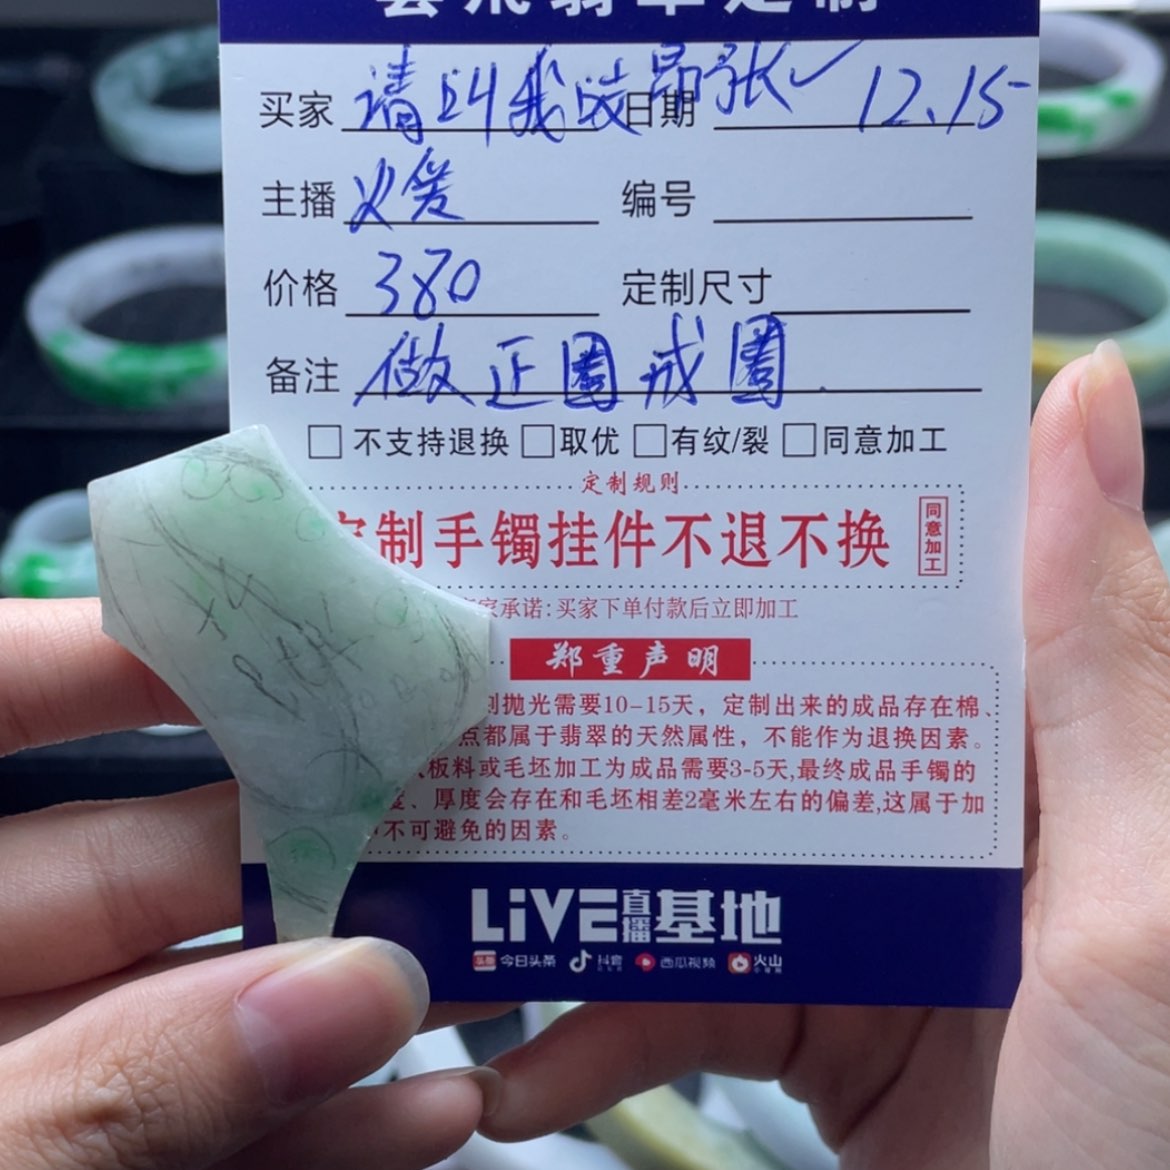 翡翠定制
买家 请叫我 日期 张 12.15
主播 火爱 编号
价格 380 定制尺寸
备注 做正圈戒圈.
□不支持退换 □取优 □有纹/裂 □同意加工
定制规则
定制手镯挂件不退不换
同意加工
家承诺:买家下单付款后立即加工
郑重声明
抛光需要10-15天，定制出来的成品存在棉、
点都属于翡翠的天然属性，不能作为退换因素。
板料或毛坯加工为成品需要3-5天,最终成品手镯的
、厚度会存在和毛坯相差2毫米左右的偏差,这属于加
不可避免的因素。
LiVE直播基地
头条 今日头条 抖音 西瓜视频 火山